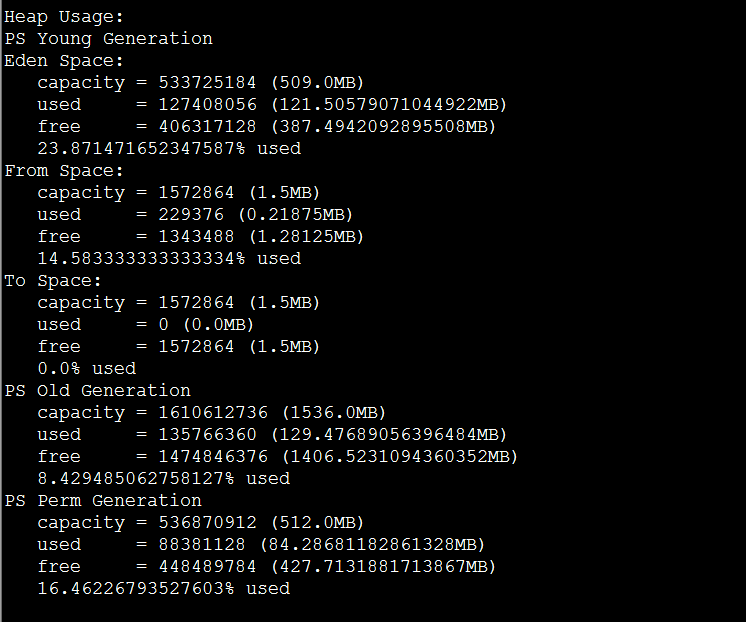 Heap Usage:
PS Young Generation
Eden Space:
   capacity = 533725184 (509.0MB)
   used     = 127408056 (121.50579071044922MB)
   free     = 406317128 (387.4942092895508MB)
   23.871471652347587% used
From Space:
   capacity = 1572864 (1.5MB)
   used     = 229376 (0.21875MB)
   free     = 1343488 (1.28125MB)
   14.583333333333334% used
To Space:
   capacity = 1572864 (1.5MB)
   used     = 0 (0.0MB)
   free     = 1572864 (1.5MB)
   0.0% used
PS Old Generation
   capacity = 1610612736 (1536.0MB)
   used     = 135766360 (129.47689056396484MB)
   free     = 1474846376 (1406.5231094360352MB)
   8.429485062758127% used
PS Perm Generation
   capacity = 536870912 (512.0MB)
   used     = 88381128 (84.28681182861328MB)
   free     = 448489784 (427.7131881713867MB)
   16.46226793527603% used